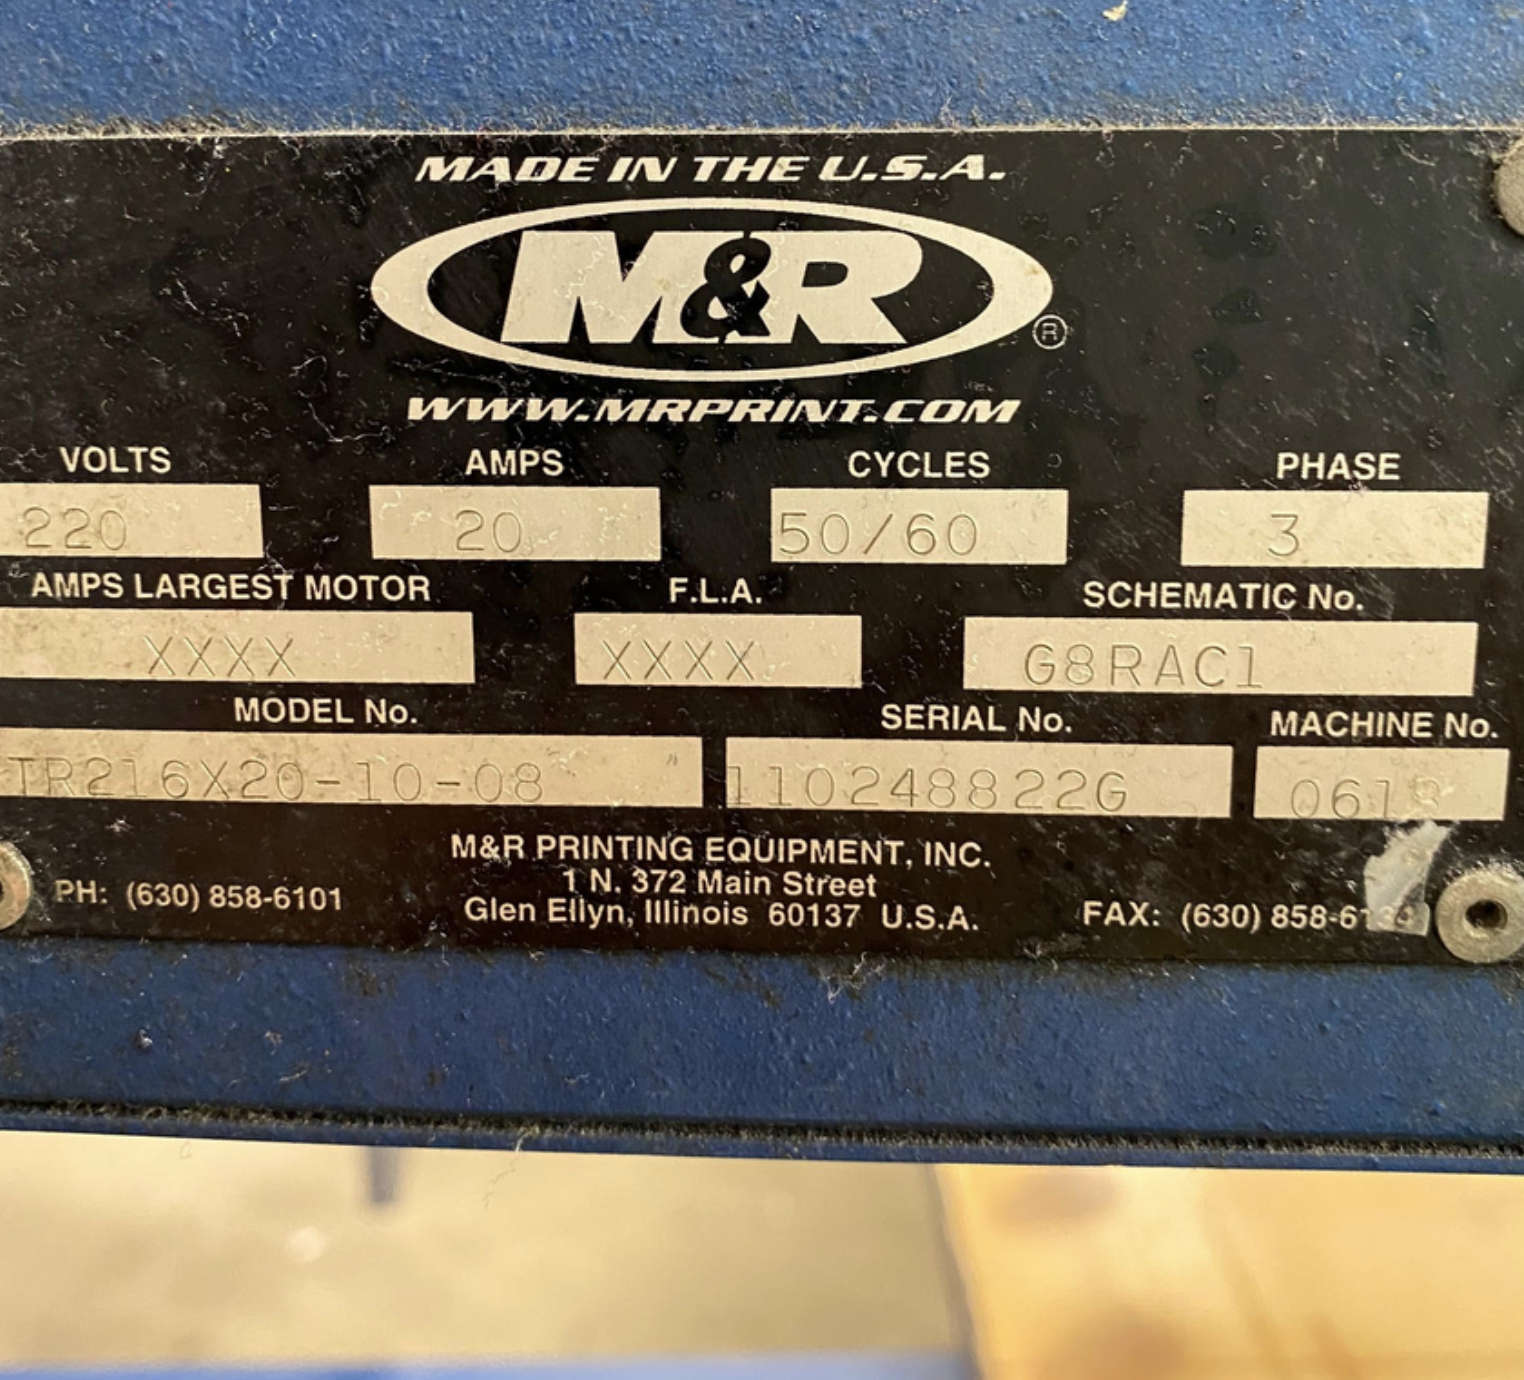 MADE IN THE U.S.A.
M&R®
WWW.MRPRINT.COM
VOLTS AMPS CYCLES PHASE
220 20 50/60 3
AMPS LARGEST MOTOR F.L.A. SCHEMATIC No.
XXXX XXXX G8RAC1
MODEL No. SERIAL No. MACHINE No.
TR216X20-10-08 110248822G
M&R PRINTING EQUIPMENT, INC.
1 N. 372 Main Street
PH: (630) 858-6101 Glen Ellyn, Illinois 60137 U.S.A. FAX: (630)